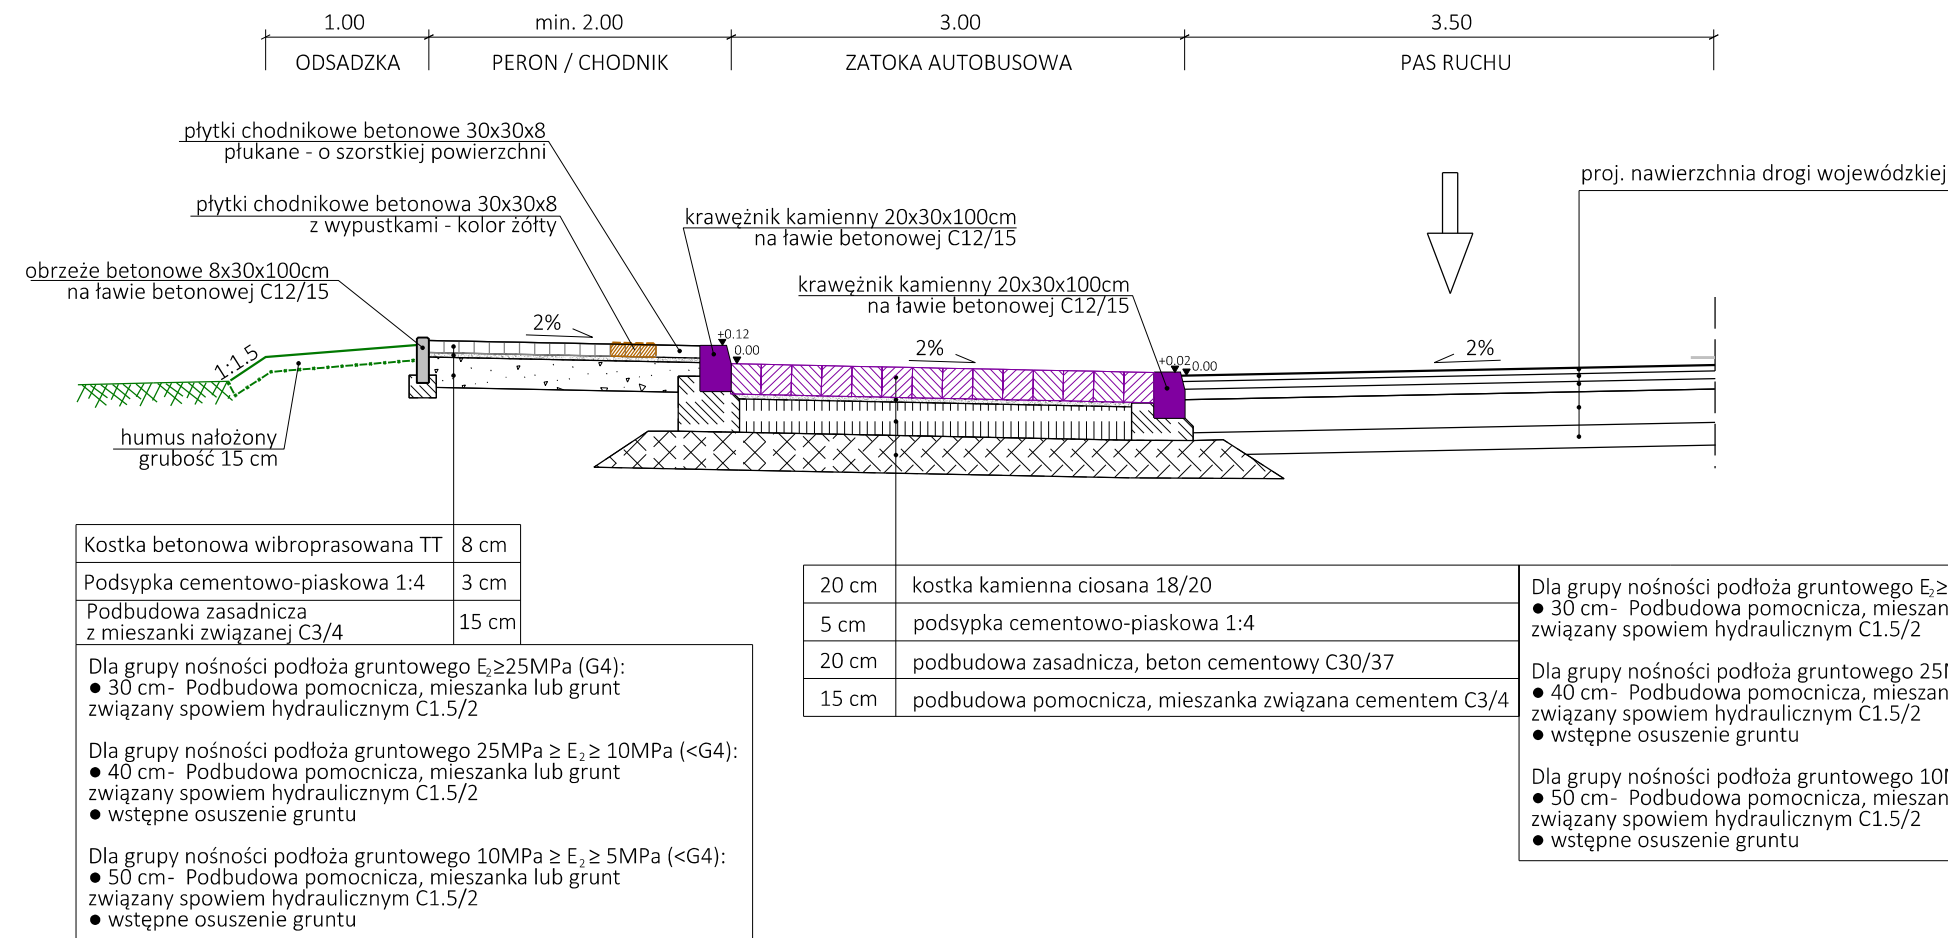 1.00
min. 2.00
3.00
3.50
ODSADZKA
PERON / CHODNIK
ZATOKA AUTOBUSOWA
PAS RUCHU
płytki chodnikowe betonowe 30x30x8
płukane - o szorstkiej powierzchni
płytki chodnikowe betonowa 30x30x8
z wypustkami - kolor żółty
obrzeże betonowe 8x30x100cm
na ławie betonowej C12/15
krawężnik kamienny 20x30x100cm
na ławie betonowej C12/15
krawężnik kamienny 20x30x100cm
na ławie betonowej C12/15
proj. nawierzchnia drogi wojewódzkiej
1:1.5
2%
+0.12
0.00
2%
+0.02
0.00
2%
humus nałożony
grubość 15 cm
Kostka betonowa wibroprasowana TT 8 cm
Podsypka cementowo-piaskowa 1:4 3 cm
Podbudowa zasadnicza
z mieszanki związanej C3/4 15 cm
Dla grupy nośności podłoża gruntowego E₂≥25MPa (G4):
● 30 cm- Podbudowa pomocnicza, mieszanka lub grunt
związany spowiem hydraulicznym C1.5/2
Dla grupy nośności podłoża gruntowego 25MPa ≥ E₂ ≥ 10MPa (<G4):
● 40 cm- Podbudowa pomocnicza, mieszanka lub grunt
związany spowiem hydraulicznym C1.5/2
● wstępne osuszenie gruntu
Dla grupy nośności podłoża gruntowego 10MPa ≥ E₂ ≥ 5MPa (<G4):
● 50 cm- Podbudowa pomocnicza, mieszanka lub grunt
związany spowiem hydraulicznym C1.5/2
● wstępne osuszenie gruntu
20 cm kostka kamienna ciosana 18/20
5 cm podsypka cementowo-piaskowa 1:4
20 cm podbudowa zasadnicza, beton cementowy C30/37
15 cm podbudowa pomocnicza, mieszanka związana cementem C3/4
Dla grupy nośności podłoża gruntowego E₂≥
● 30 cm- Podbudowa pomocnicza, mieszan
związany spowiem hydraulicznym C1.5/2
Dla grupy nośności podłoża gruntowego 25
● 40 cm- Podbudowa pomocnicza, mieszan
związany spowiem hydraulicznym C1.5/2
● wstępne osuszenie gruntu
Dla grupy nośności podłoża gruntowego 10
● 50 cm- Podbudowa pomocnicza, mieszan
związany spowiem hydraulicznym C1.5/2
● wstępne osuszenie gruntu